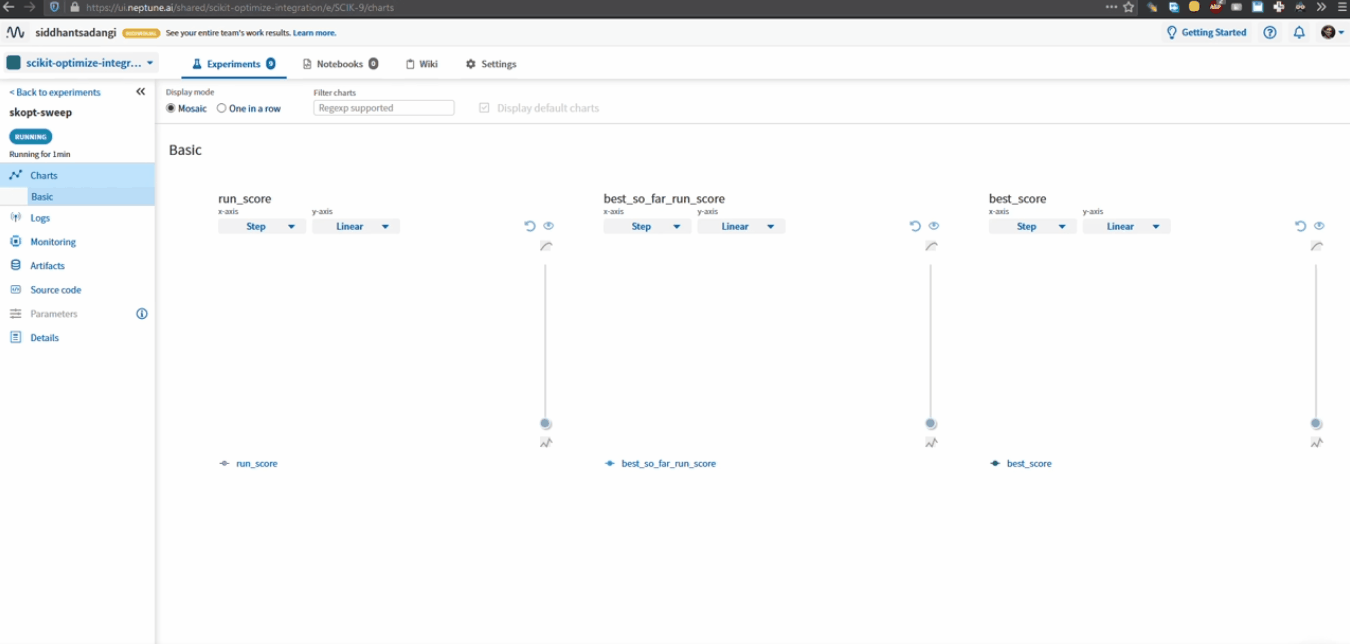 https://ui.neptune.ai/shared/scikit-optimize-integration/e/SCIK-9/charts
siddhantsadangi See your entire team's work results. Learn more. Getting Started
scikit-optimize-integr... Experiments 9 Notebooks 0 Wiki Settings
< Back to experiments
skopt-sweep
RUNNING
Running for 1min
Charts
Basic
Logs
Monitoring
Artifacts
Source code
Parameters
Details
Display mode
Mosaic One in a row
Filter charts
Regexp supported
Display default charts
Basic
run_score
x-axis y-axis
Step Linear
run_score
best_so_far_run_score
x-axis y-axis
Step Linear
best_so_far_run_score
best_score
x-axis y-axis
Step Linear
best_score